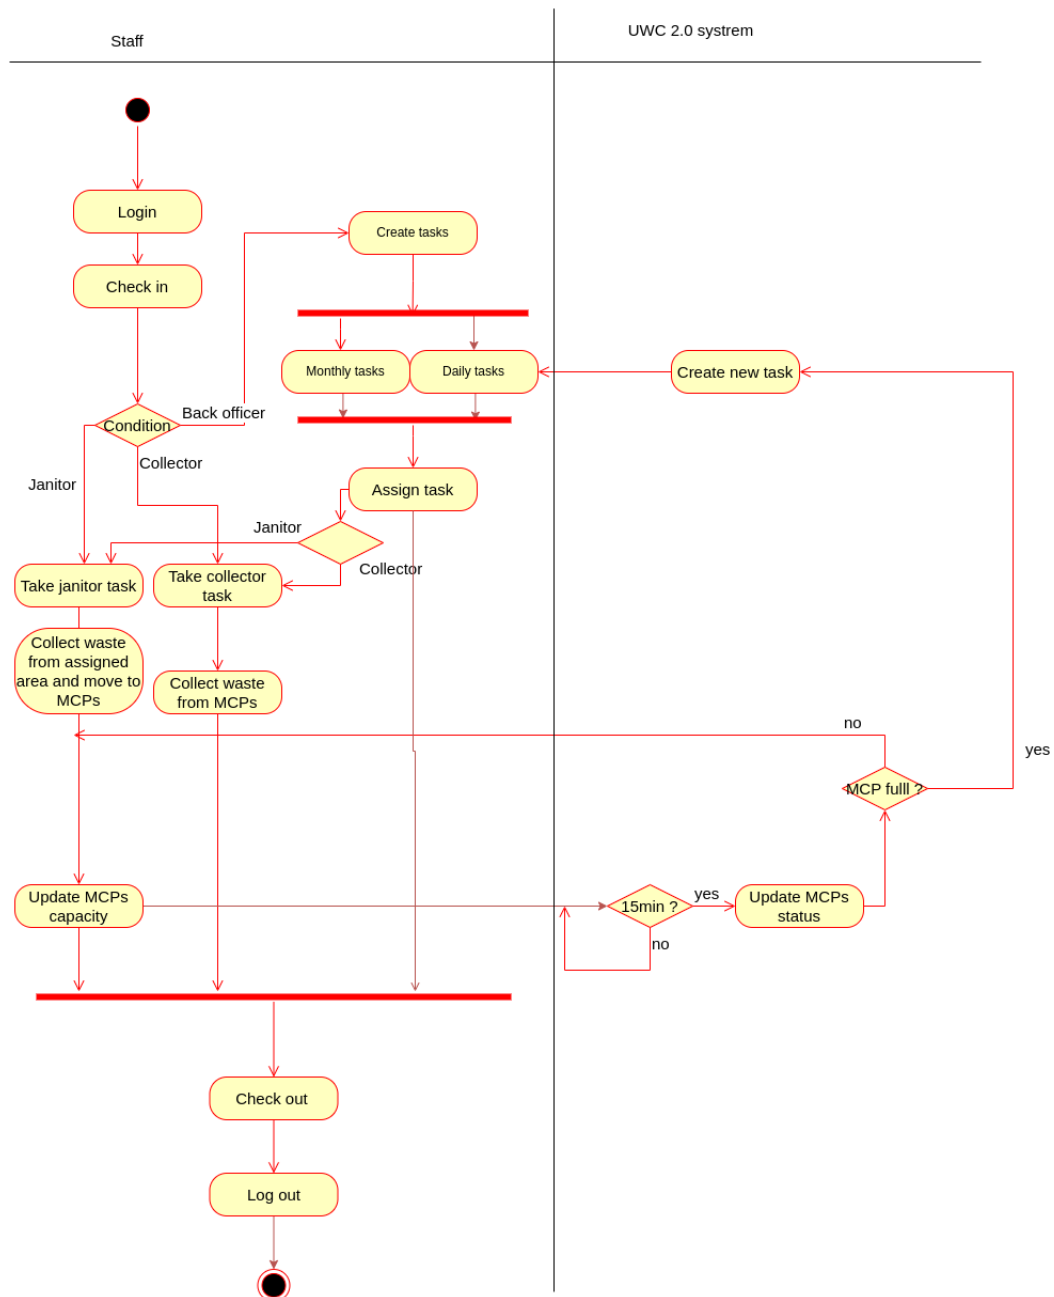 Staff
UWC 2.0 systrem
Login
Create tasks
Check in
Monthly tasks
Daily tasks
Create new task
Back officer
Condition
Collector
Janitor
Assign task
Janitor
Collector
Take janitor task
Take collector
task
Collect waste
from assigned
area and move to
MCPs
Collect waste
from MCPs
no
yes
MCP fulll ?
Update MCPs
capacity
15min ?
yes
Update MCPs
status
no
Check out
Log out